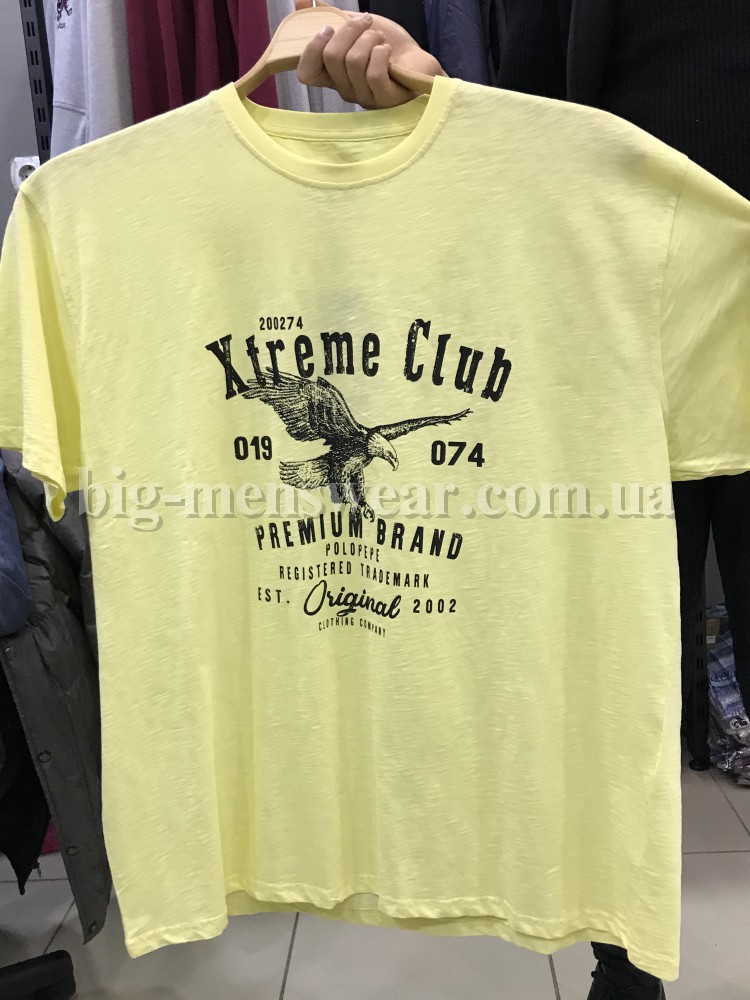 200274
Xtreme Club
019 074
big-menswear.com.ua
PREMIUM BRAND
POLOPEPE
REGISTERED TRADEMARK
EST. Original 2002
CLOTHING COMPANY